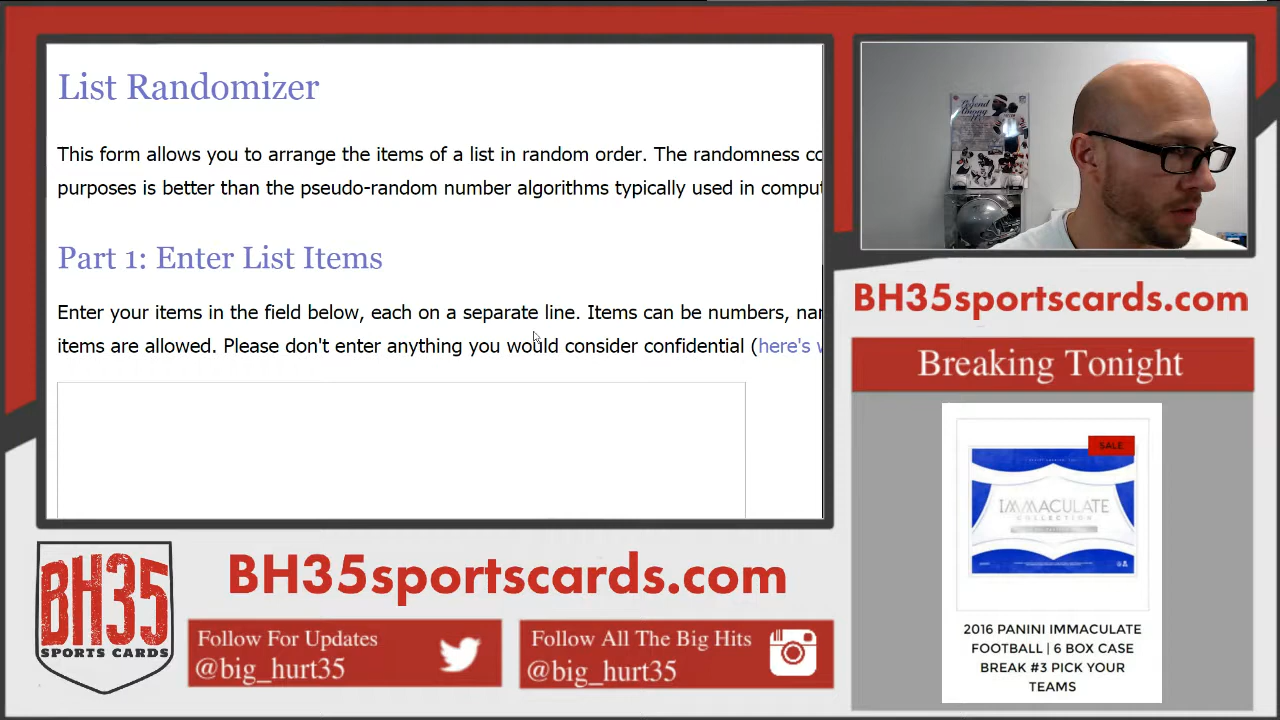 List Randomizer
This form allows you to arrange the items of a list in random order. The randomness co
purposes is better than the pseudo-random number algorithms typically used in comput
Part 1: Enter List Items
Enter your items in the field below, each on a separate line. Items can be numbers, nar
items are allowed. Please don't enter anything you would consider confidential (here's w
BH35sportscards.com
Breaking Tonight
SALE
IMMACULATE
COLLECTION
2016 PANINI IMMACULATE
FOOTBALL | 6 BOX CASE
BREAK #3 PICK YOUR
TEAMS
BH35
SPORTS CARDS
BH35sportscards.com
Follow For Updates
@big_hurt35
Follow All The Big Hits
@big_hurt35